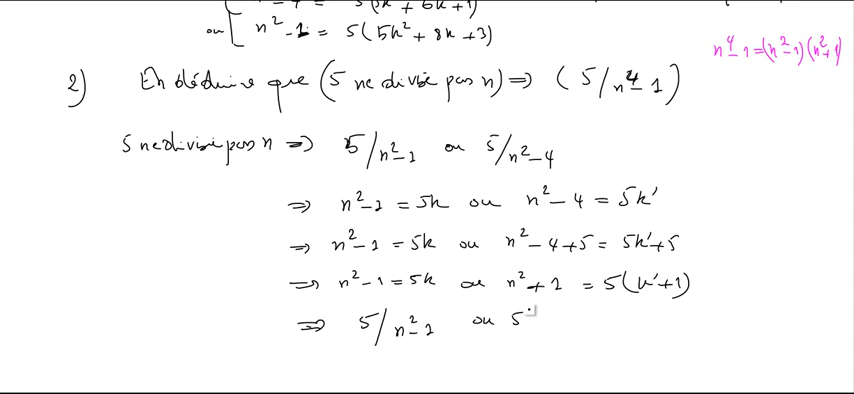 ou n²-1 = 5(5k²+8k+3)
n⁴-1=(n²-1)(n²+1)
2) En déduire que (5 ne divise pas n) ⇒ (5/n⁴-1)
5 ne divise pas n ⇒ 5/n²-1 ou 5/n²-4
⇒ n²-1 = 5k ou n²-4 = 5k'
⇒ n²-1 = 5k ou n²-4+5 = 5k'+5
⇒ n²-1 = 5k ou n²+1 = 5(k'+1)
⇒ 5/n²-1 ou 5